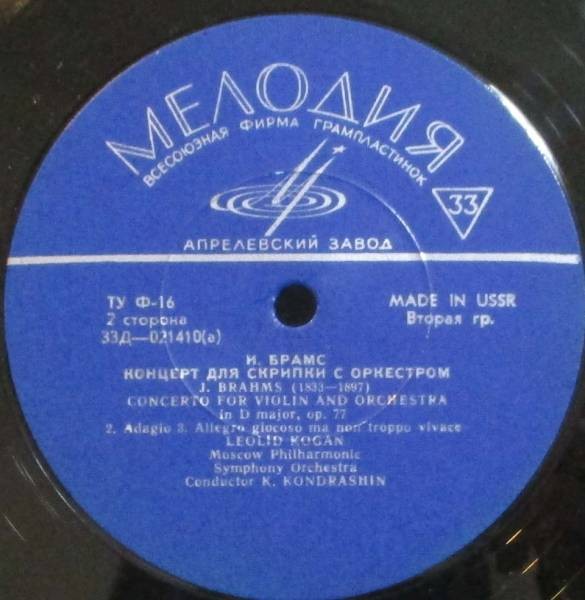 МЕЛОДИЯ
ВСЕСОЮЗНАЯ ФИРМА ГРАМПЛАСТИНОК
33
АПРЕЛЕВСКИЙ ЗАВОД
ТУ Ф-16
MADE IN USSR
2 сторона
Вторая гр.
33Д—021410(а)
И. БРАМС
КОНЦЕРТ ДЛЯ СКРИПКИ С ОРКЕСТРОМ
J. BRAHMS (1833—1897)
CONCERTO FOR VIOLIN AND ORCHESTRA
in D major, op. 77
2. Adagio 3. Allegro giocoso ma non troppo vivace
LEOLID KOGAN
Moscow Philharmonic
Symphony Orchestra
Conductor K. KONDRASHIN